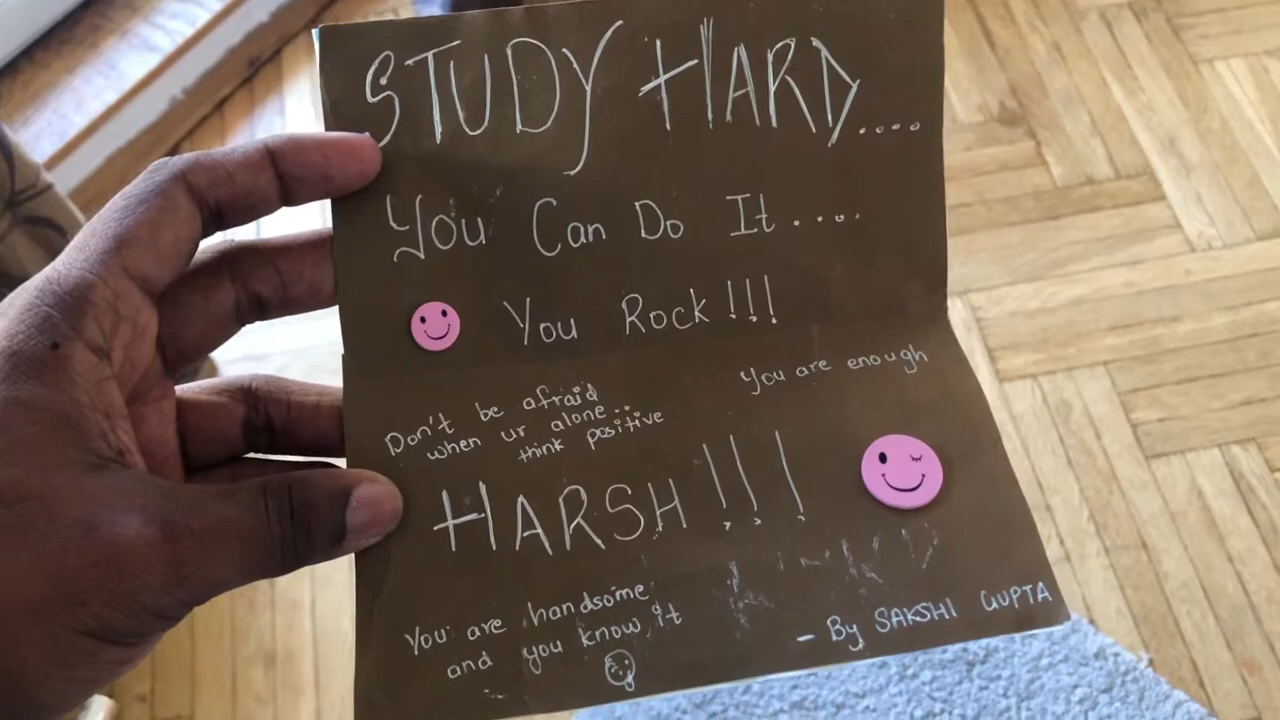 STUDY HARD....
You Can Do It....
You Rock!!!
You are enough
Don't be afraid
when ur alone..
think positive
HARSH!!!
You are handsome
and you know it
- By SAKSHI GUPTA